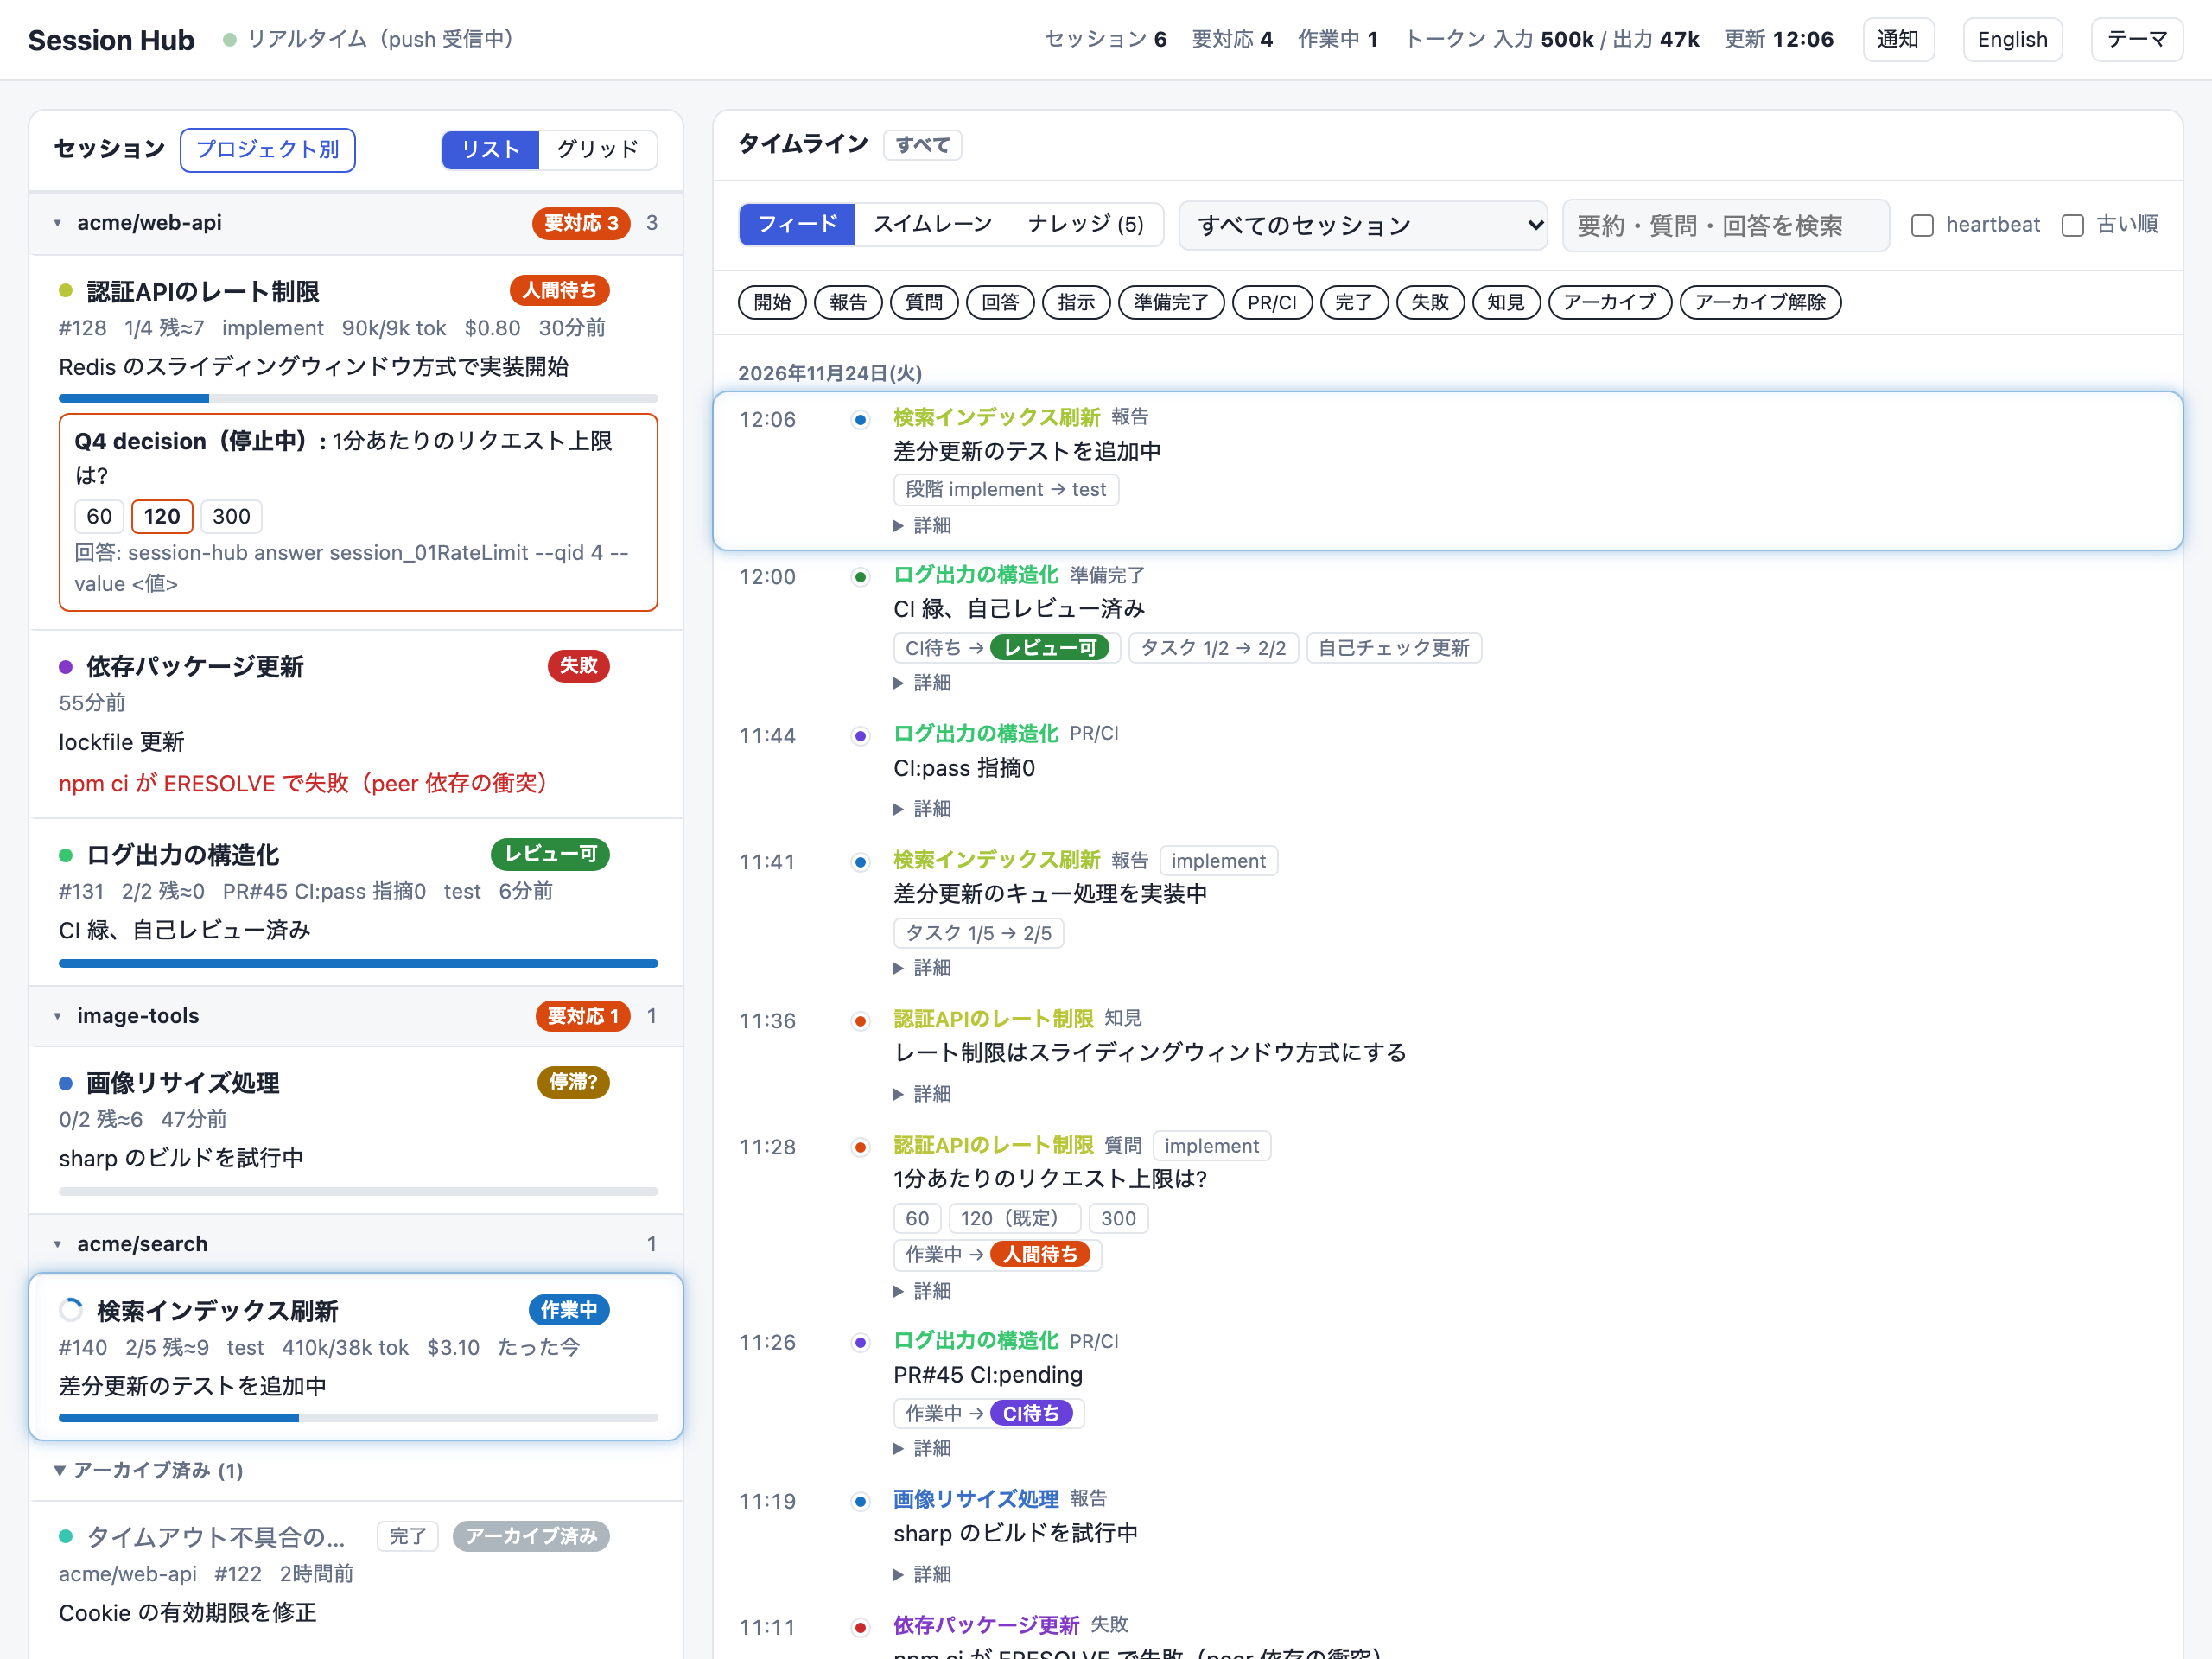 Session Hub
リアルタイム（push 受信中）
セッション 6 要対応 4 作業中 1 トークン 入力 500k / 出力 47k 更新 12:06
通知
English
テーマ
セッション
プロジェクト別
リスト
グリッド
acme/web-api
要対応 3
3
認証APIのレート制限
人間待ち
#128 1/4 残≈7 implement 90k/9k tok $0.80 30分前
Redis のスライディングウィンドウ方式で実装開始
Q4 decision（停止中）: 1分あたりのリクエスト上限
は?
60 120 300
回答: session-hub answer session_01RateLimit --qid 4 --
value <値>
依存パッケージ更新
失敗
55分前
lockfile 更新
npm ci が ERESOLVE で失敗（peer 依存の衝突）
ログ出力の構造化
レビュー可
#131 2/2 残≈0 PR#45 CI:pass 指摘0 test 6分前
CI 緑、自己レビュー済み
image-tools
要対応 1
1
画像リサイズ処理
停滞?
0/2 残≈6 47分前
sharp のビルドを試行中
acme/search
1
検索インデックス刷新
作業中
#140 2/5 残≈9 test 410k/38k tok $3.10 たった今
差分更新のテストを追加中
アーカイブ済み (1)
タイムアウト不具合の...
完了
アーカイブ済み
acme/web-api #122 2時間前
Cookie の有効期限を修正
タイムライン
すべて
フィード
スイムレーン
ナレッジ (5)
すべてのセッション
要約・質問・回答を検索
heartbeat
古い順
開始 報告 質問 回答 指示 準備完了 PR/CI 完了 失敗 知見 アーカイブ アーカイブ解除
2026年11月24日(火)
12:06
検索インデックス刷新 報告
差分更新のテストを追加中
段階 implement → test
詳細
12:00
ログ出力の構造化 準備完了
CI 緑、自己レビュー済み
CI待ち → レビュー可 タスク 1/2 → 2/2 自己チェック更新
詳細
11:44
ログ出力の構造化 PR/CI
CI:pass 指摘0
詳細
11:41
検索インデックス刷新 報告 implement
差分更新のキュー処理を実装中
タスク 1/5 → 2/5
詳細
11:36
認証APIのレート制限 知見
レート制限はスライディングウィンドウ方式にする
詳細
11:28
認証APIのレート制限 質問 implement
1分あたりのリクエスト上限は?
60 120（既定） 300
作業中 → 人間待ち
詳細
11:26
ログ出力の構造化 PR/CI
PR#45 CI:pending
作業中 → CI待ち
詳細
11:19
画像リサイズ処理 報告
sharp のビルドを試行中
詳細
11:11
依存パッケージ更新 失敗
npm ci が ERESOLVE で失敗（peer 依存の衝突）